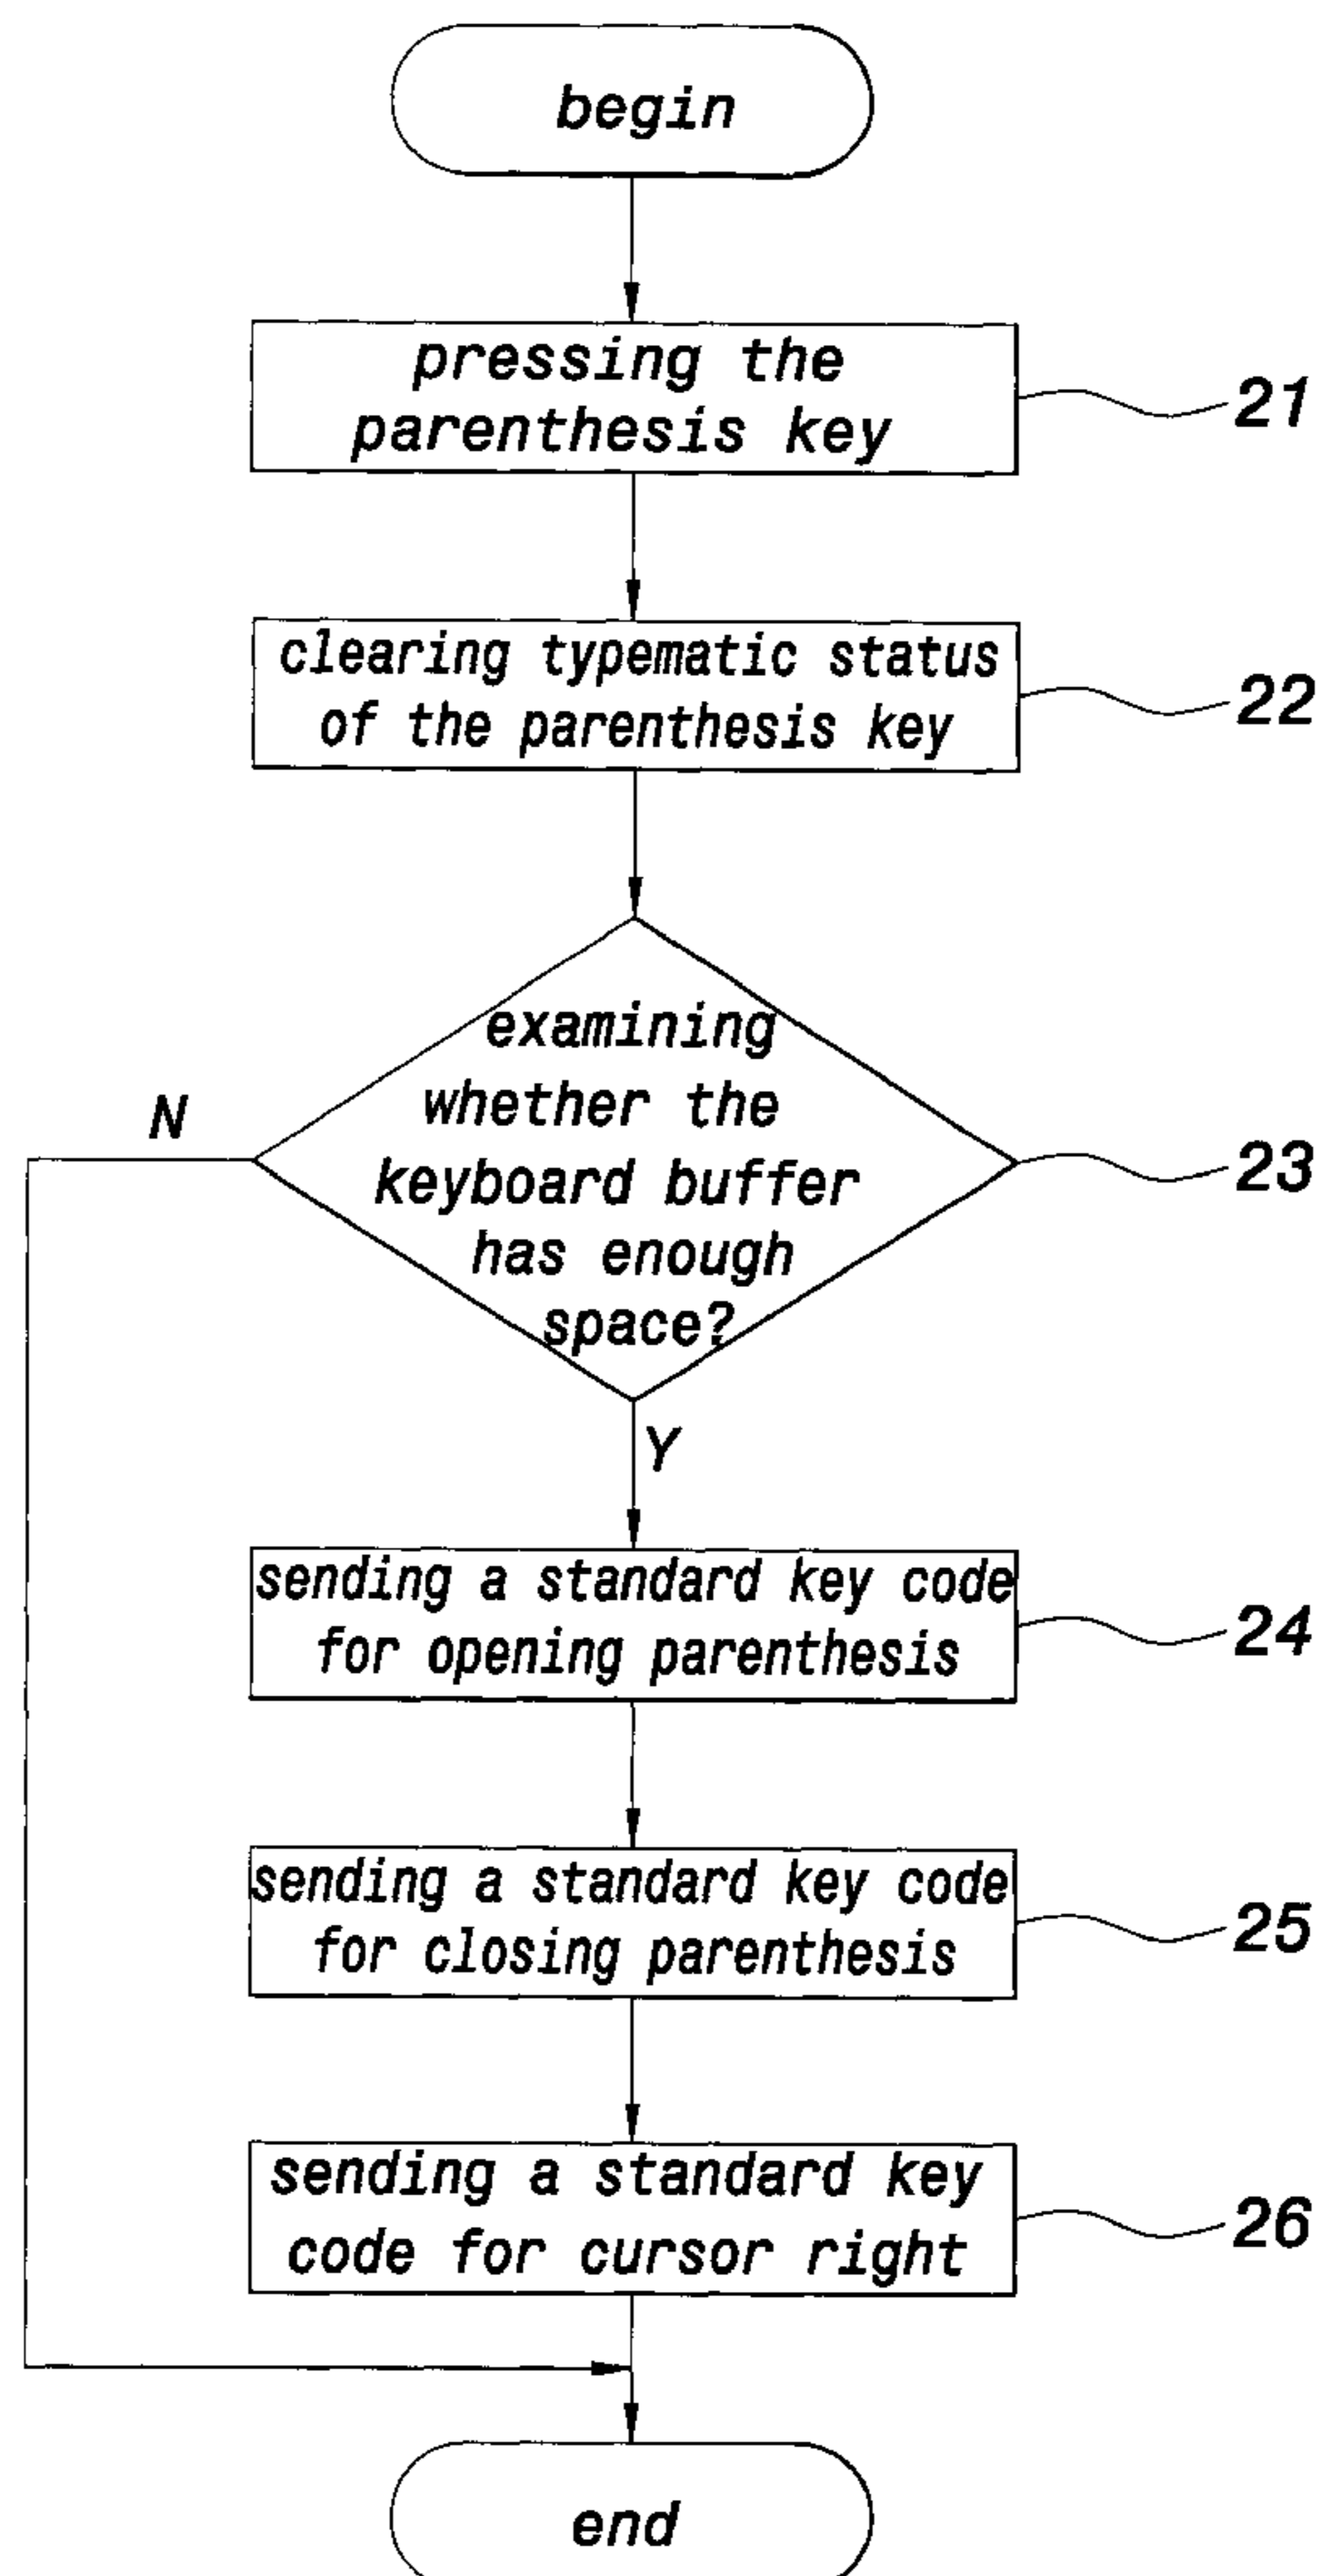 begin
pressing the
parenthesis key
21
clearing typematic status
of the parenthesis key
22
examining
whether the
keyboard buffer
has enough
space?
N
23
Y
sending a standard key code
for opening parenthesis
24
sending a standard key code
for closing parenthesis
25
sending a standard key
code for cursor right
26
end